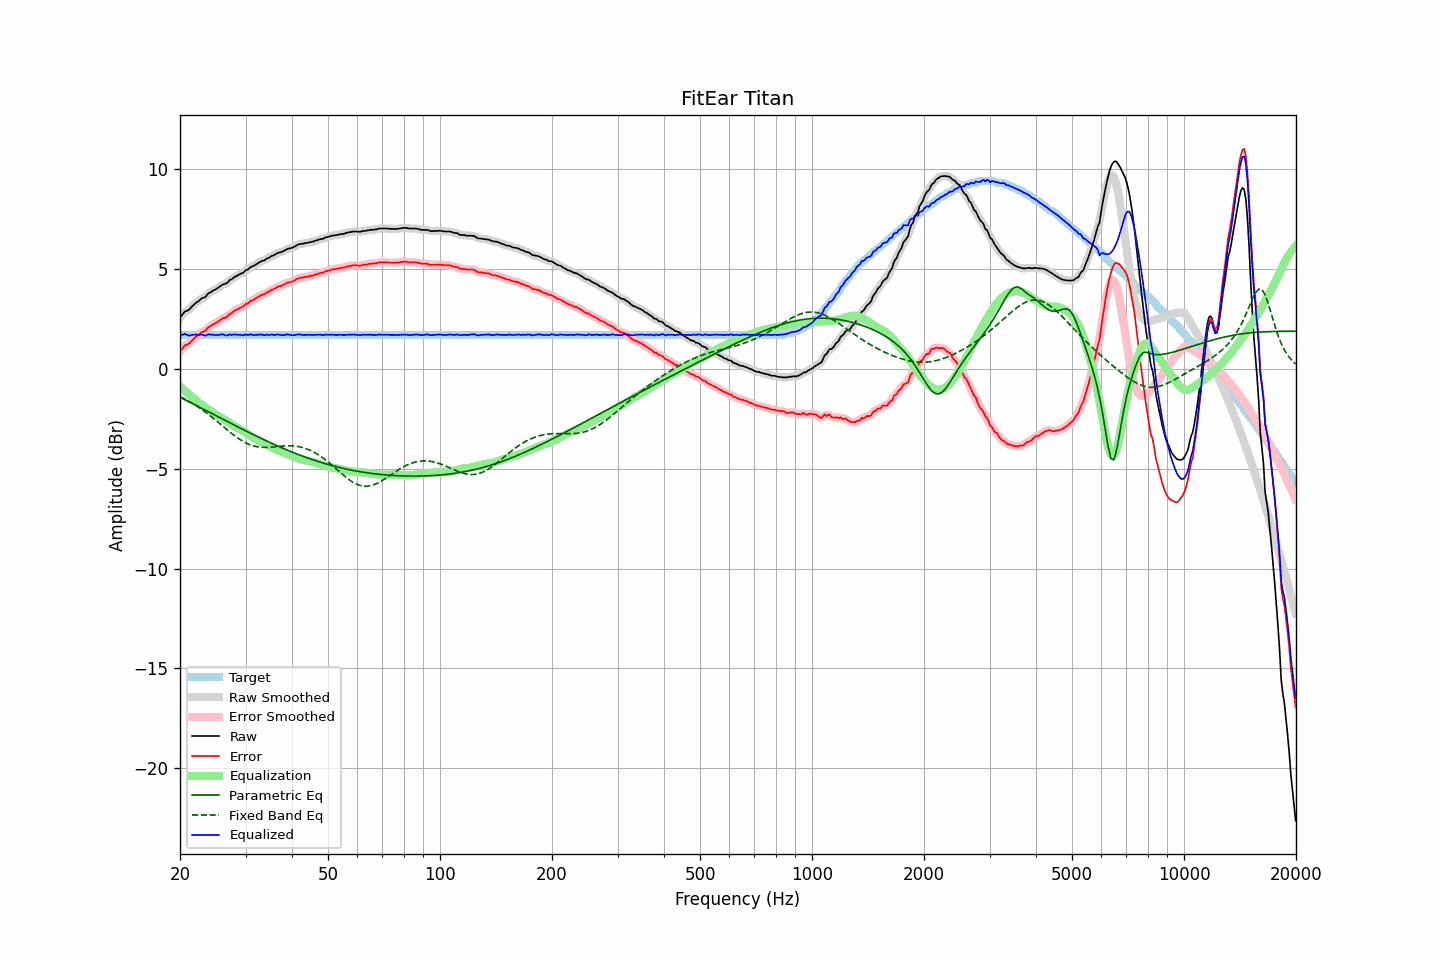 FitEar Titan
Amplitude (dBr)
10
5
0
−5
−10
−15
−20
Target
Raw Smoothed
Error Smoothed
Raw
Error
Equalization
Parametric Eq
Fixed Band Eq
Equalized
20 50 100 200 500 1000 2000 5000 10000 20000
Frequency (Hz)